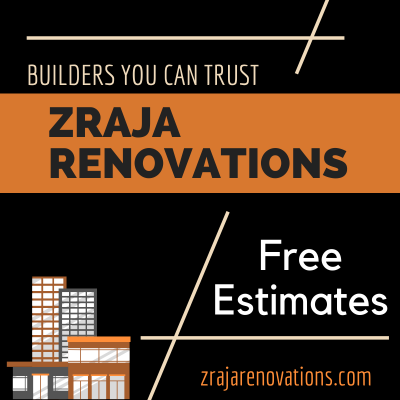 BUILDERS YOU CAN TRUST
ZRAJA
RENOVATIONS
Free
Estimates
zrajarenovations.com